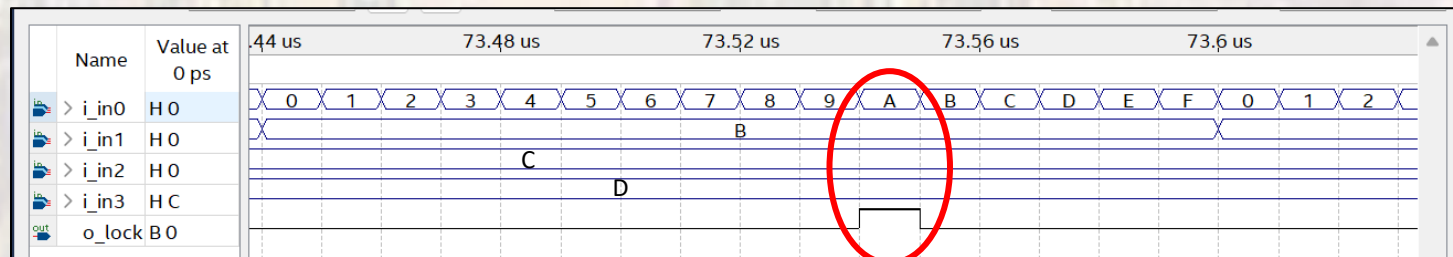 Name Value at 0 ps .44 us 73.48 us 73.52 us 73.56 us 73.6 us
i_in0 H 0 0 1 2 3 4 5 6 7 8 9 A B C D E F 0 1 2
i_in1 H 0 B
i_in2 H 0 C
i_in3 H C D
o_lock B 0